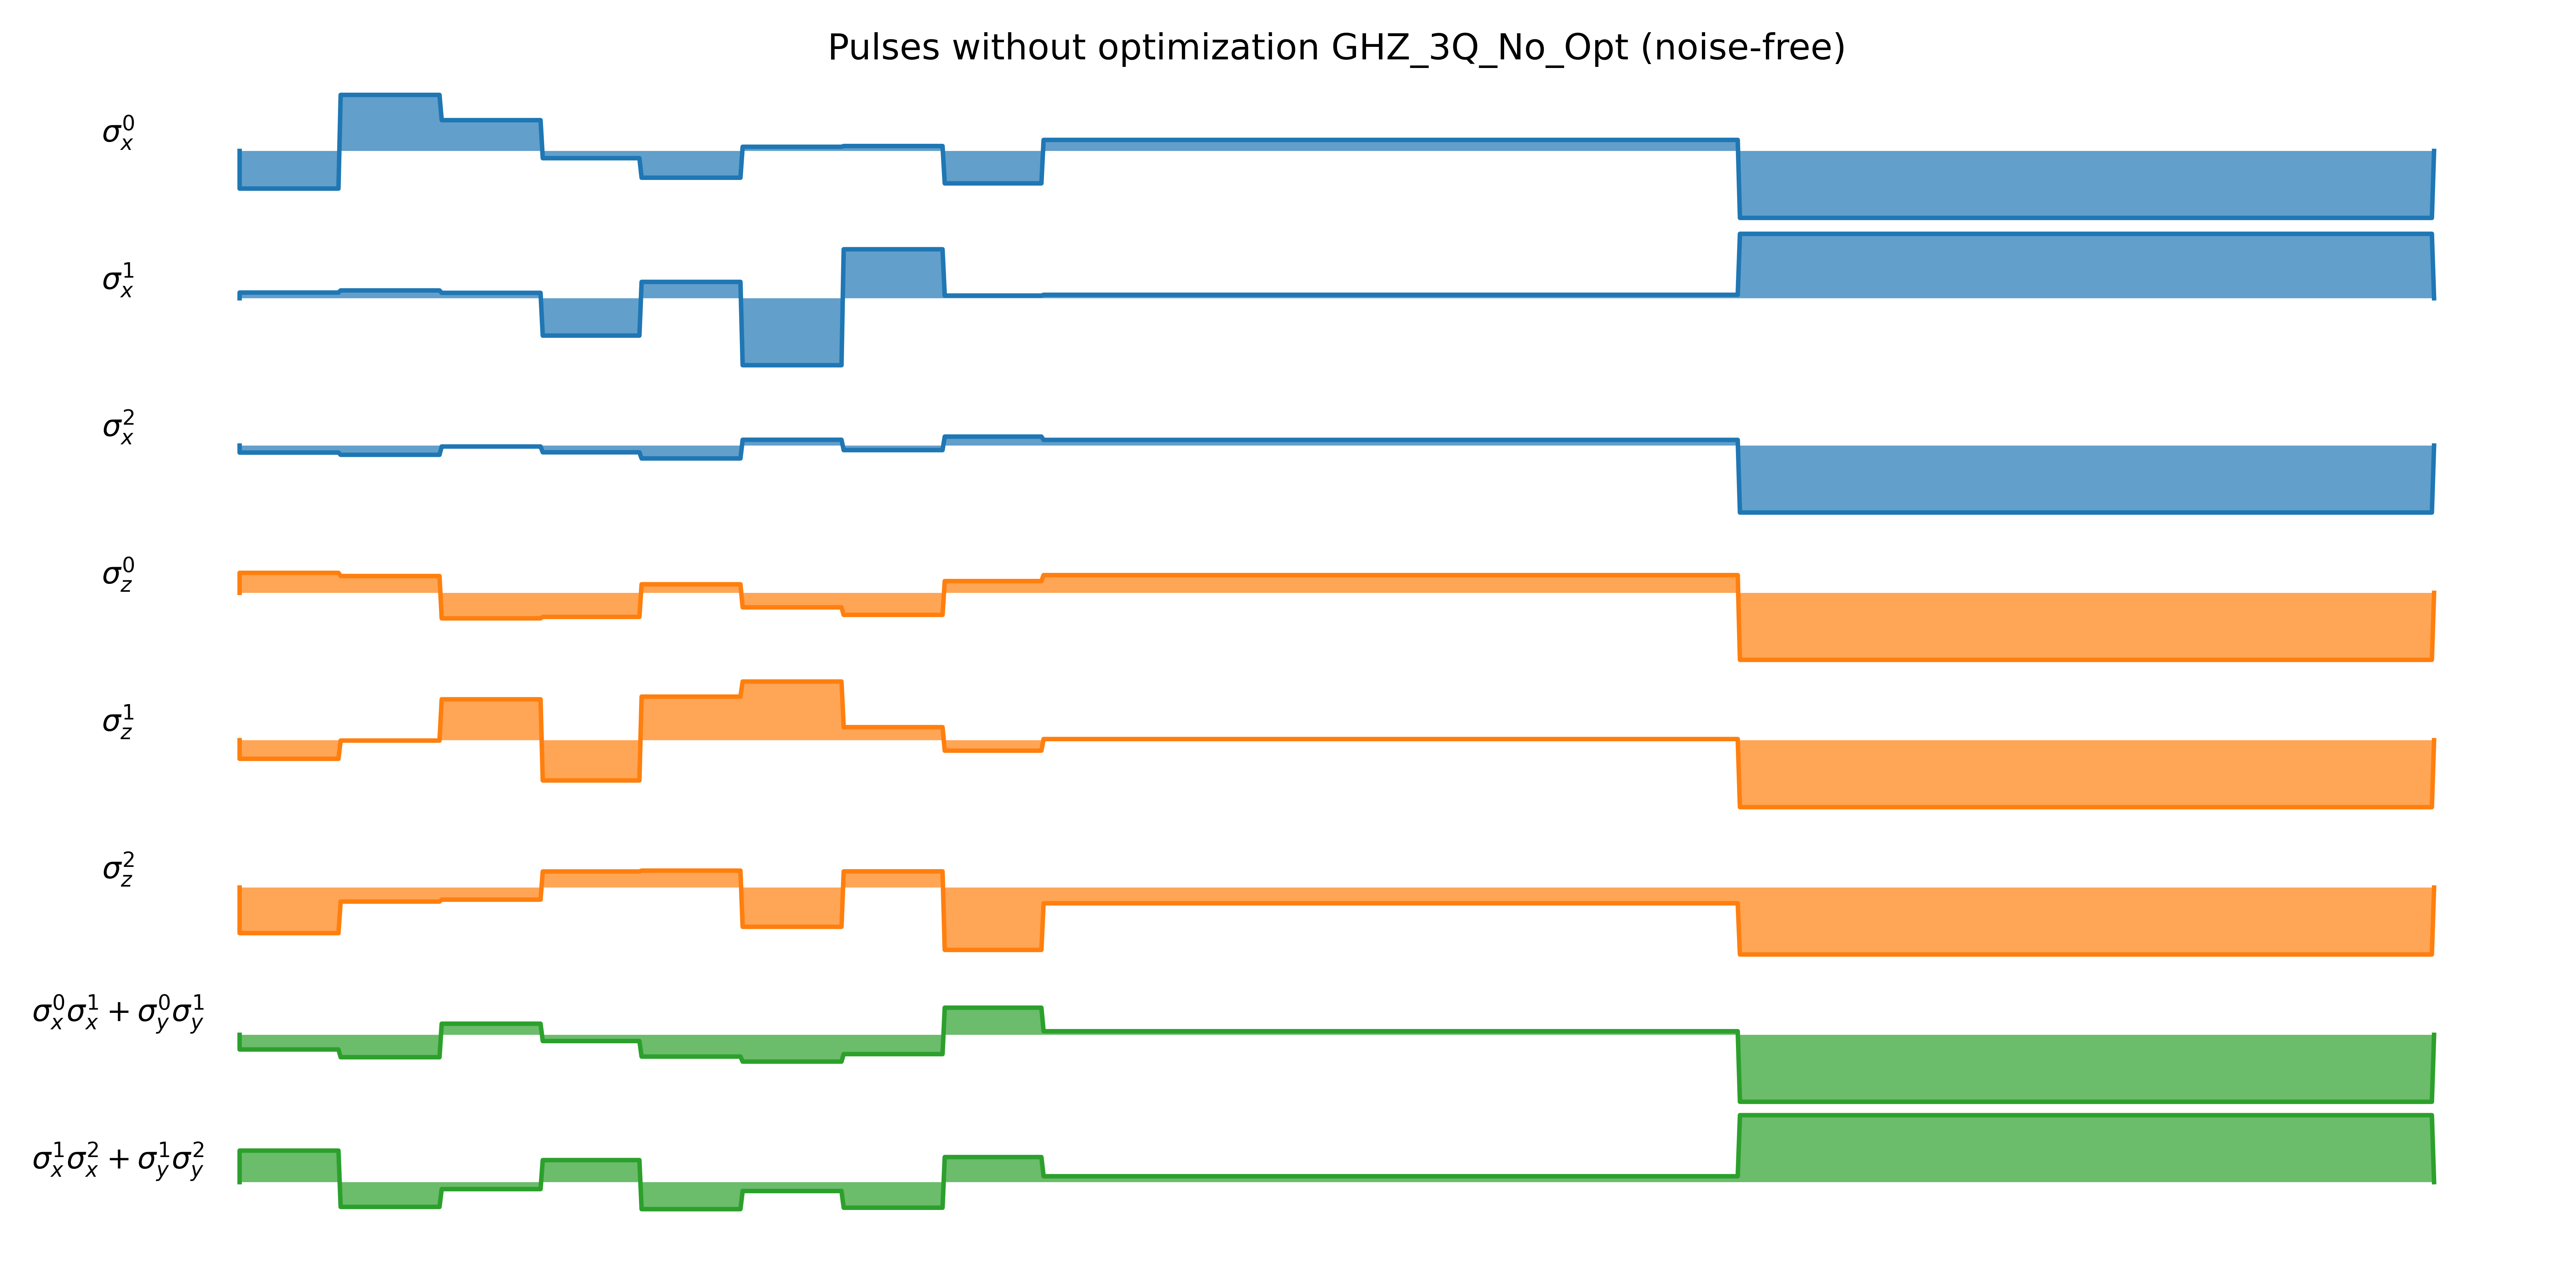 Pulses without optimization GHZ_3Q_No_Opt (noise-free)
σ_x^0
σ_x^1
σ_x^2
σ_z^0
σ_z^1
σ_z^2
σ_x^0σ_x^1 + σ_y^0σ_y^1
σ_x^1σ_x^2 + σ_y^1σ_y^2